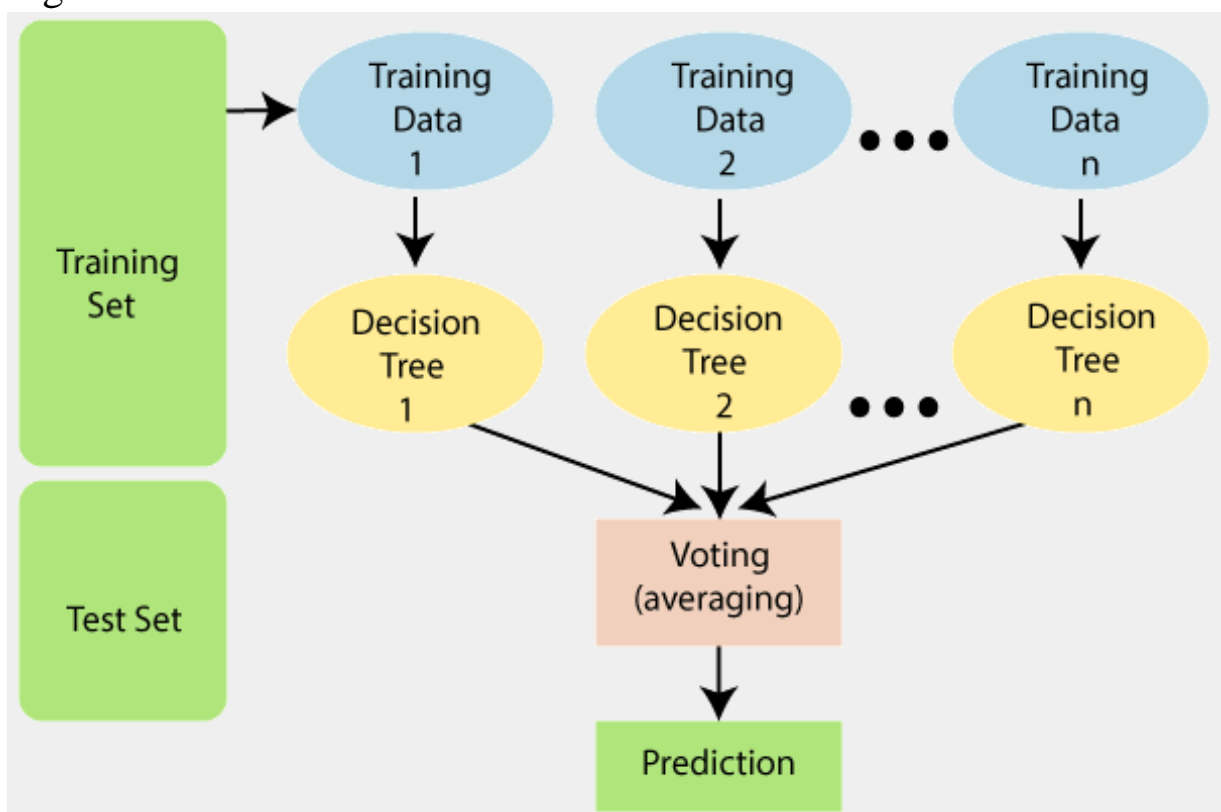 Training
Set
Test Set
Training
Data
1
Training
Data
2
Training
Data
n
Decision
Tree
1
Decision
Tree
2
Decision
Tree
n
Voting
(averaging)
Prediction